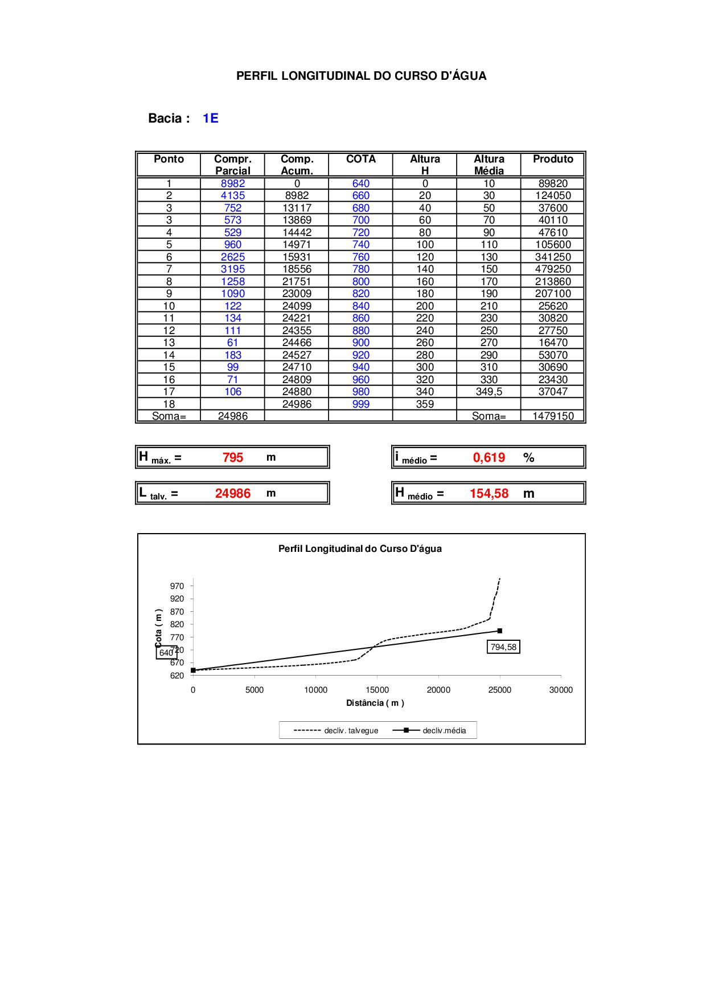 PERFIL LONGITUDINAL DO CURSO D'ÁGUA
Bacia : 1E
Ponto Compr. Comp. COTA Altura Altura Produto
Parcial Acum. H Média
1 8982 0 640 0 10 89820
2 4135 8982 660 20 30 124050
3 752 13117 680 40 50 37600
3 573 13869 700 60 70 40110
4 529 14442 720 80 90 47610
5 960 14971 740 100 110 105600
6 2625 15931 760 120 130 341250
7 3195 18556 780 140 150 479250
8 1258 21751 800 160 170 213860
9 1090 23009 820 180 190 207100
10 122 24099 840 200 210 25620
11 134 24221 860 220 230 30820
12 111 24355 880 240 250 27750
13 61 24466 900 260 270 16470
14 183 24527 920 280 290 53070
15 99 24710 940 300 310 30690
16 71 24809 960 320 330 23430
17 106 24880 980 340 349,5 37047
18 24986 999 359
Soma= 24986 Soma= 1479150
H máx. = 795 m i médio = 0,619 %
L talv. = 24986 m H médio = 154,58 m
Perfil Longitudinal do Curso D'água
970
920
870
820
770
720
670
620
Cota ( m )
640
794,58
0 5000 10000 15000 20000 25000 30000
Distância ( m )
decliv. talvegue decliv.média